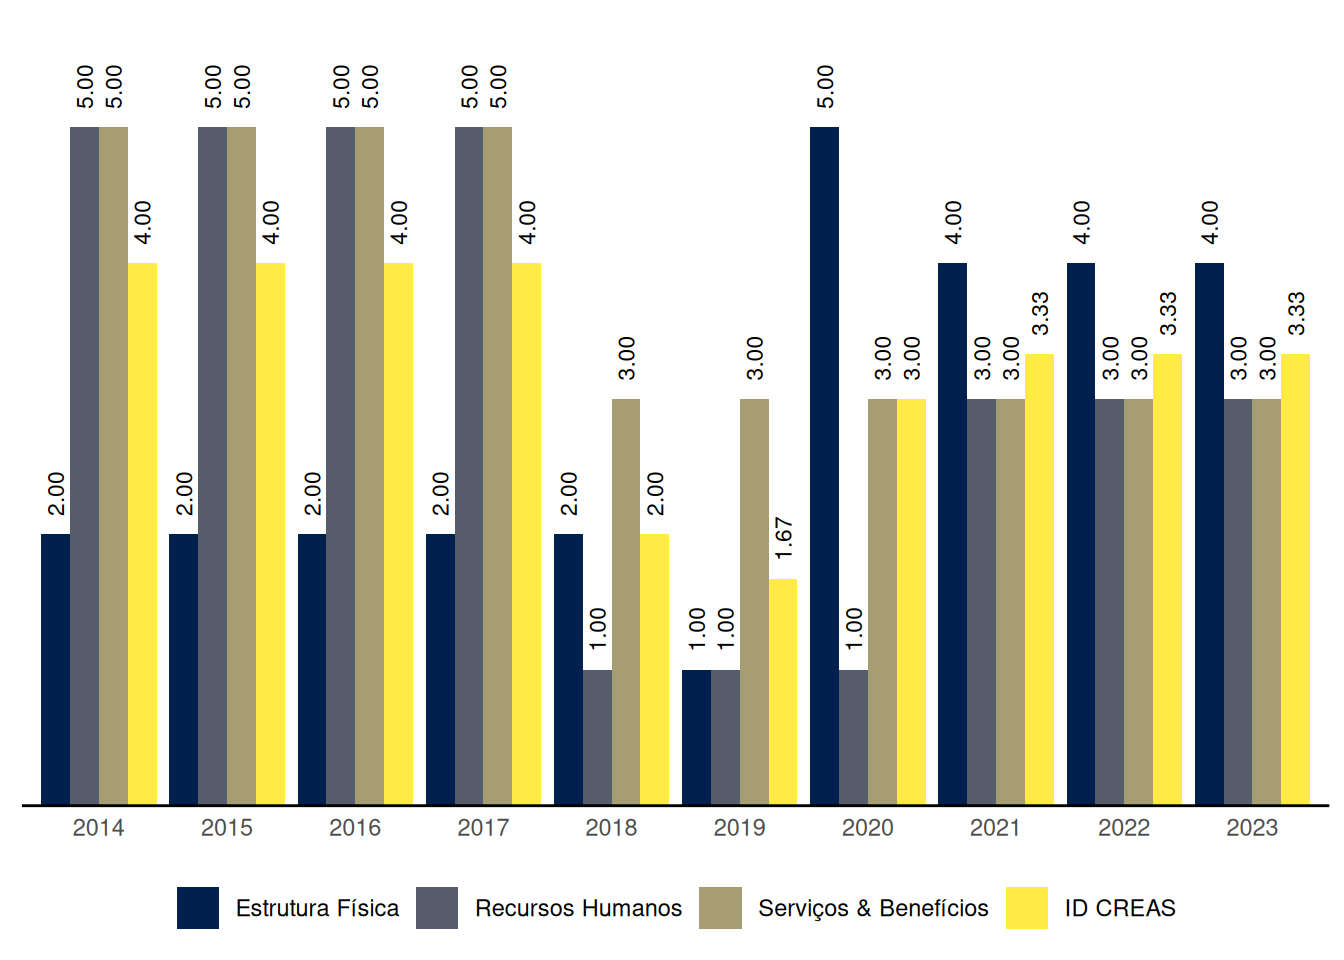 5.00 5.00 5.00 5.00 5.00 5.00 5.00 5.00 5.00
4.00 4.00 4.00 4.00 4.00 4.00 4.00
3.33 3.33 3.33
3.00 3.00 3.00 3.00 3.00 3.00 3.00 3.00 3.00 3.00
2.00 2.00 2.00 2.00 2.00 2.00
1.67
1.00 1.00 1.00 1.00
2014 2015 2016 2017 2018 2019 2020 2021 2022 2023
Estrutura Física Recursos Humanos Serviços & Benefícios ID CREAS